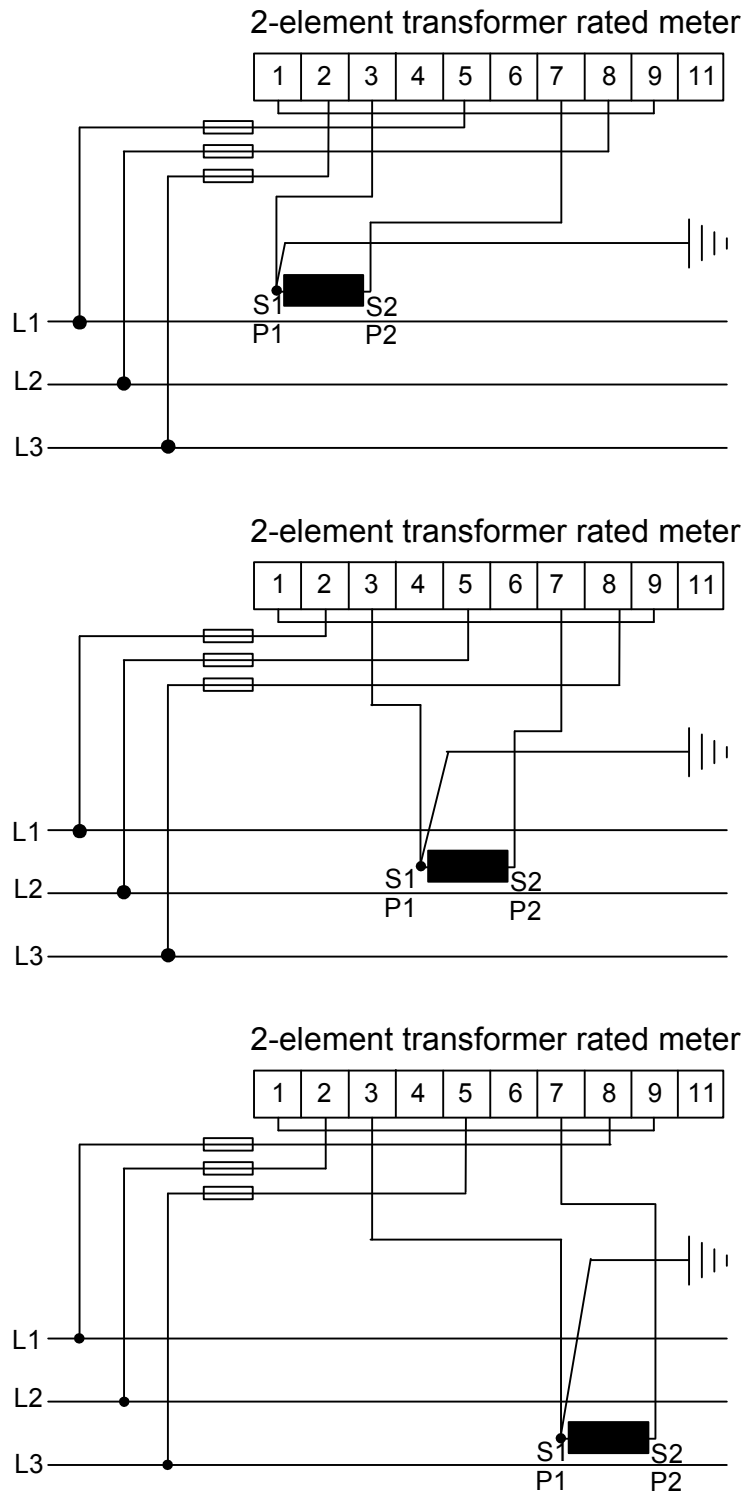 2-element transformer rated meter
1 2 3 4 5 6 7 8 9 11
S1 S2
L1
P1 P2
L2
L3
2-element transformer rated meter
1 2 3 4 5 6 7 8 9 11
L1
S1 S2
L2
P1 P2
L3
2-element transformer rated meter
1 2 3 4 5 6 7 8 9 11
L1
L2
S1 S2
L3
P1 P2